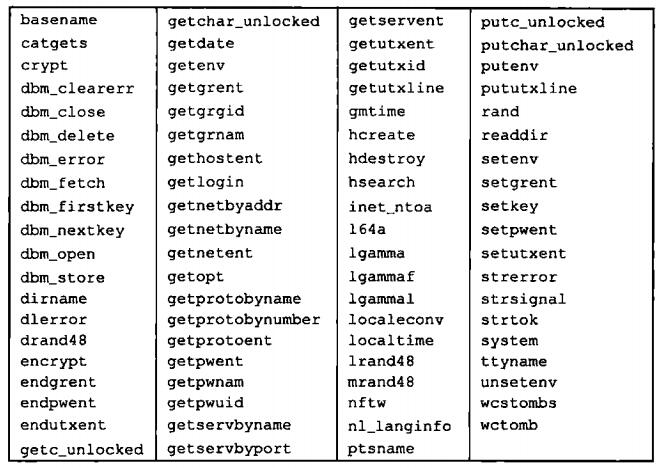 basename getchar_unlocked getservent putc_unlocked
catgets getdate getutxent putchar_unlocked
crypt getenv getutxid putenv
dbm_clearerr getgrent getutxline pututxline
dbm_close getgrgid gmtime rand
dbm_delete getgrnam hcreate readdir
dbm_error gethostent hdestroy setenv
dbm_fetch getlogin hsearch setgrent
dbm_firstkey getnetbyaddr inet_ntoa setkey
dbm_nextkey getnetbyname l64a setpwent
dbm_open getnetent lgamma setutxent
dbm_store getopt lgammaf strerror
dirname getprotobyname lgammal strsignal
dlerror getprotobynumber localeconv strtok
drand48 getprotoent localtime system
encrypt getpwent lrand48 ttyname
endgrent getpwnam mrand48 unsetenv
endpwent getpwuid nftw wcstombs
endutxent getservbyname nl_langinfo wctomb
getc_unlocked getservbyport ptsname